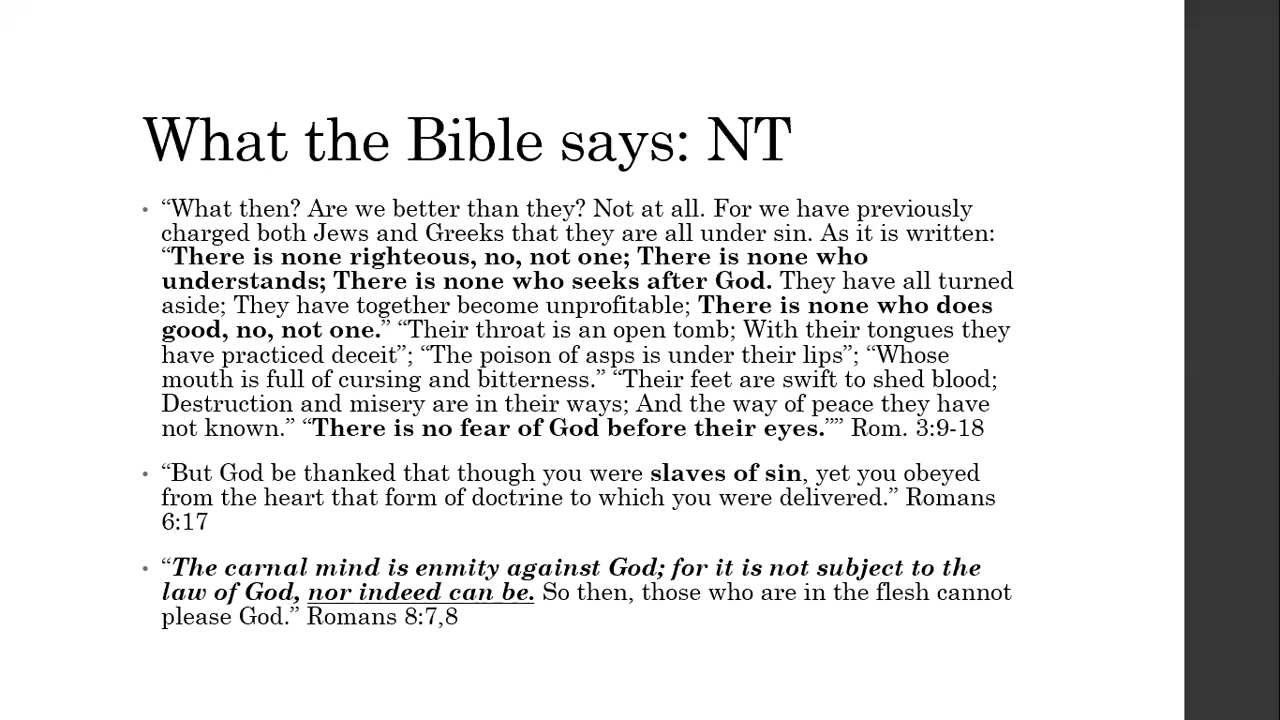 What the Bible says: NT
• “What then? Are we better than they? Not at all. For we have previously
charged both Jews and Greeks that they are all under sin. As it is written:
“There is none righteous, no, not one; There is none who
understands; There is none who seeks after God. They have all turned
aside; They have together become unprofitable; There is none who does
good, no, not one.” “Their throat is an open tomb; With their tongues they
have practiced deceit”; “The poison of asps is under their lips”; “Whose
mouth is full of cursing and bitterness.” “Their feet are swift to shed blood;
Destruction and misery are in their ways; And the way of peace they have
not known.” “There is no fear of God before their eyes.”” Rom. 3:9-18
• “But God be thanked that though you were slaves of sin, yet you obeyed
from the heart that form of doctrine to which you were delivered.” Romans
6:17
• “The carnal mind is enmity against God; for it is not subject to the
law of God, nor indeed can be. So then, those who are in the flesh cannot
please God.” Romans 8:7,8